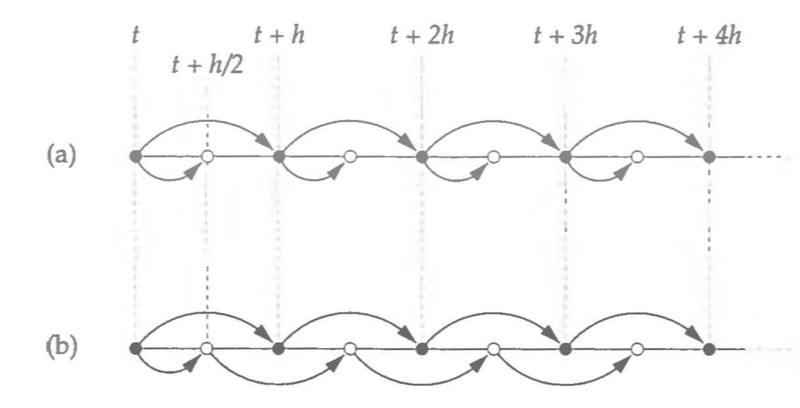 t t + h t + 2h t + 3h t + 4h
t + h/2
(a)
(b)